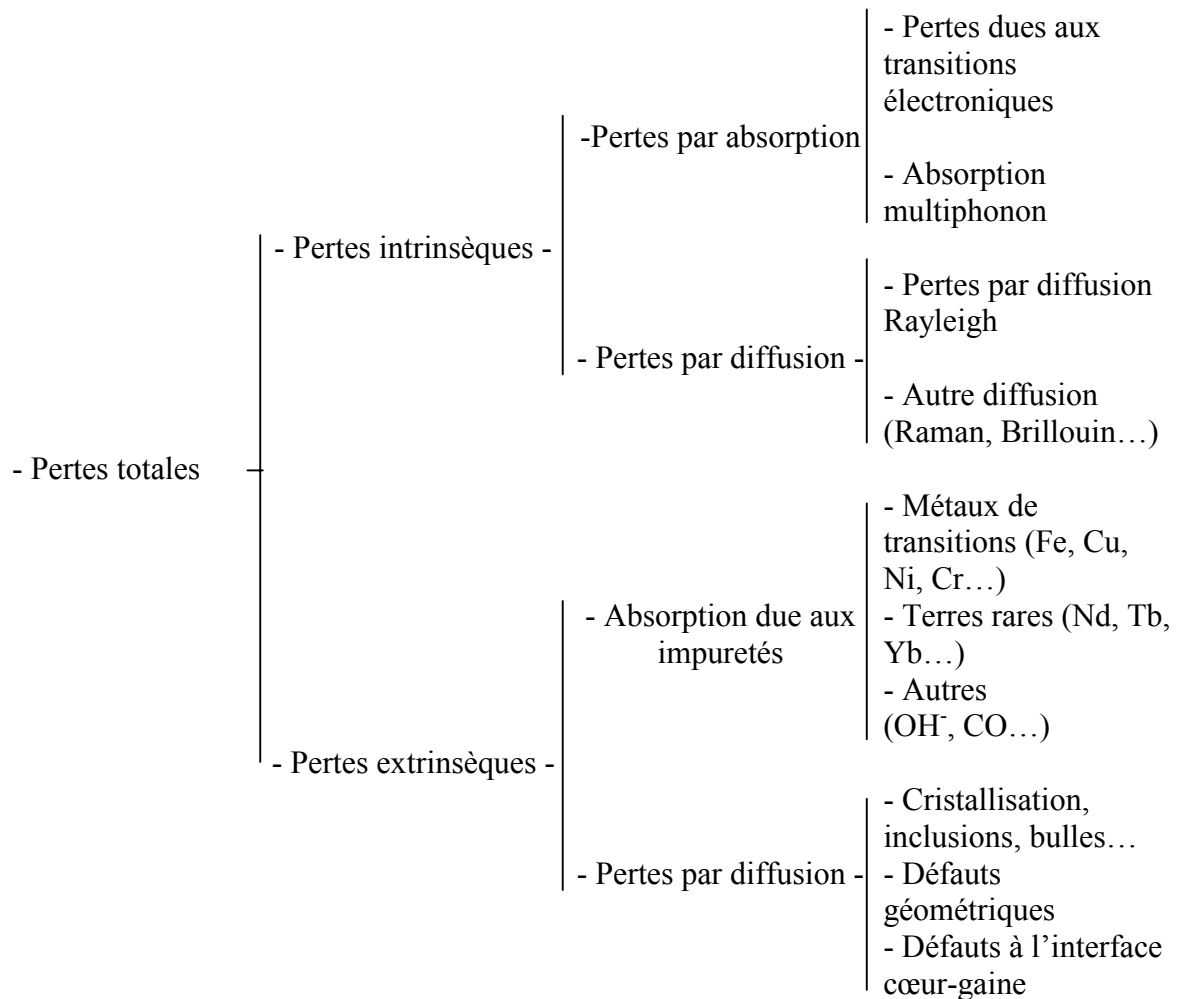 - Pertes totales
- Pertes intrinsèques -
-Pertes par absorption
- Pertes dues aux
transitions
électroniques
- Absorption
multiphonon
- Pertes par diffusion -
- Pertes par diffusion
Rayleigh
- Autre diffusion
(Raman, Brillouin…)
- Pertes extrinsèques -
- Absorption due aux
impuretés
- Métaux de
transitions (Fe, Cu,
Ni, Cr…)
- Terres rares (Nd, Tb,
Yb…)
- Autres
(OH⁻, CO…)
- Pertes par diffusion -
- Cristallisation,
inclusions, bulles…
- Défauts
géométriques
- Défauts à l’interface
cœur-gaine